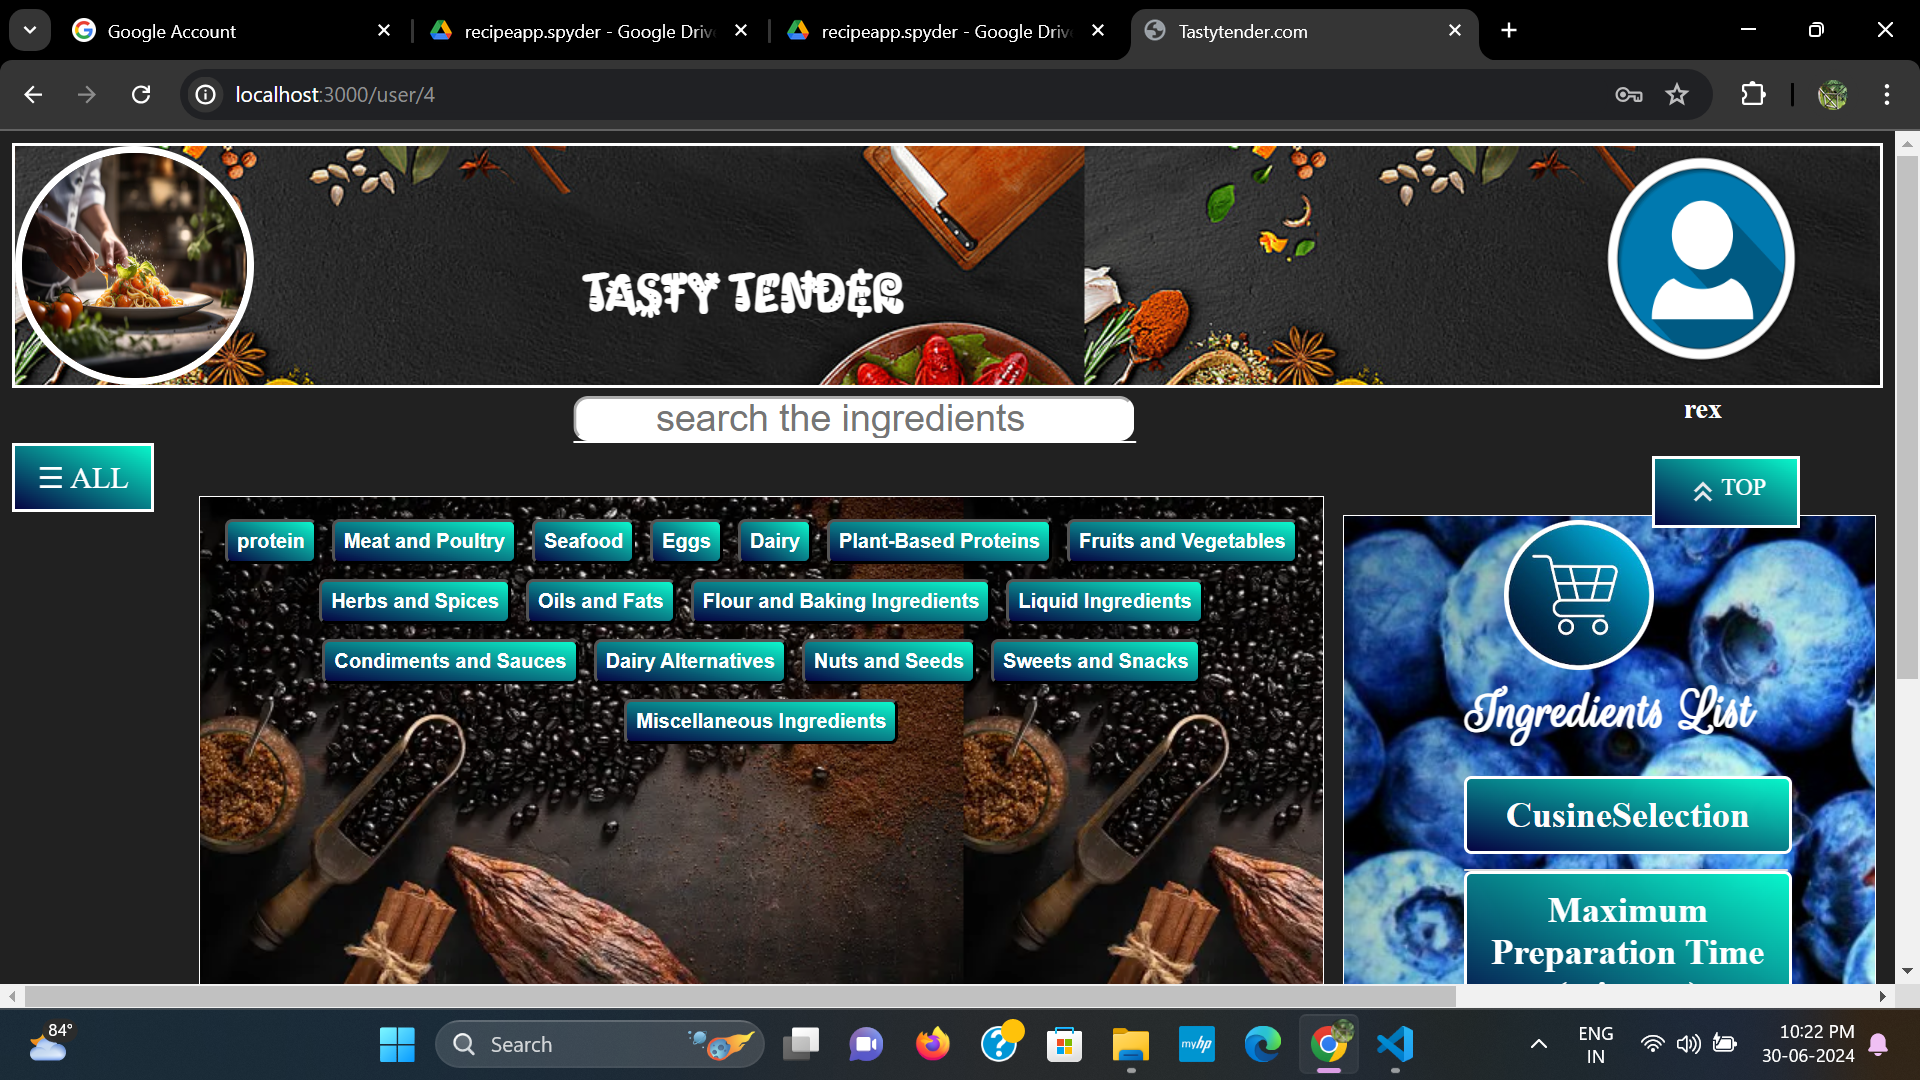 Google Account
recipeapp.spyder - Google Driv
recipeapp.spyder - Google Driv
Tastytender.com
localhost:3000/user/4
TASTY TENDER
search the ingredients
rex
☰ ALL
TOP
protein
Meat and Poultry
Seafood
Eggs
Dairy
Plant-Based Proteins
Fruits and Vegetables
Herbs and Spices
Oils and Fats
Flour and Baking Ingredients
Liquid Ingredients
Condiments and Sauces
Dairy Alternatives
Nuts and Seeds
Sweets and Snacks
Miscellaneous Ingredients
Ingredients List
CusineSelection
Maximum
Preparation Time
84°
Search
myhp
ENG
IN
10:22 PM
30-06-2024